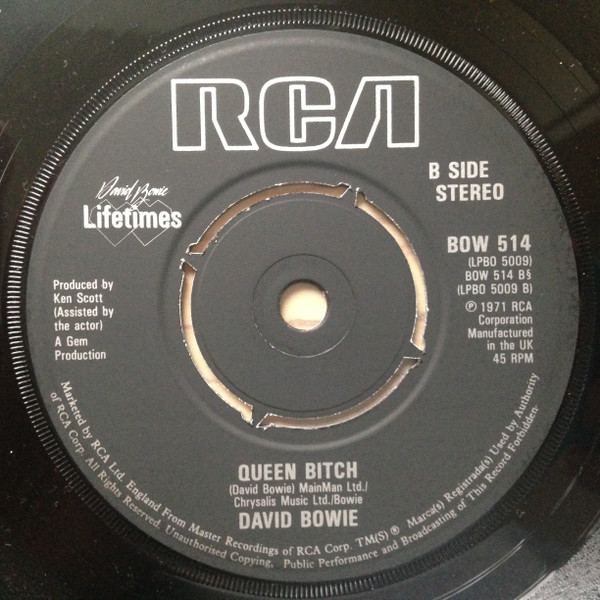 RCA
B SIDE
STEREO
David Bowie
Lifetimes
BOW 514
(LPBO 5009)
BOW 514 B§
(LPBO 5009 B)
℗ 1971 RCA
Corporation
Manufactured
in the UK
45 RPM
Produced by
Ken Scott
(Assisted by
the actor)
A Gem
Production
QUEEN BITCH
(David Bowie) MainMan Ltd./
Chrysalis Music Ltd./Bowie
DAVID BOWIE
Marketed by RCA Ltd. England From Master Recordings of RCA Corp. TM(S) ® Marca(s) Registrada(s) Used by Authority
of RCA Corp. All Rights Reserved. Unauthorised Copying, Public Performance and Broadcasting of This Record Forbidden.